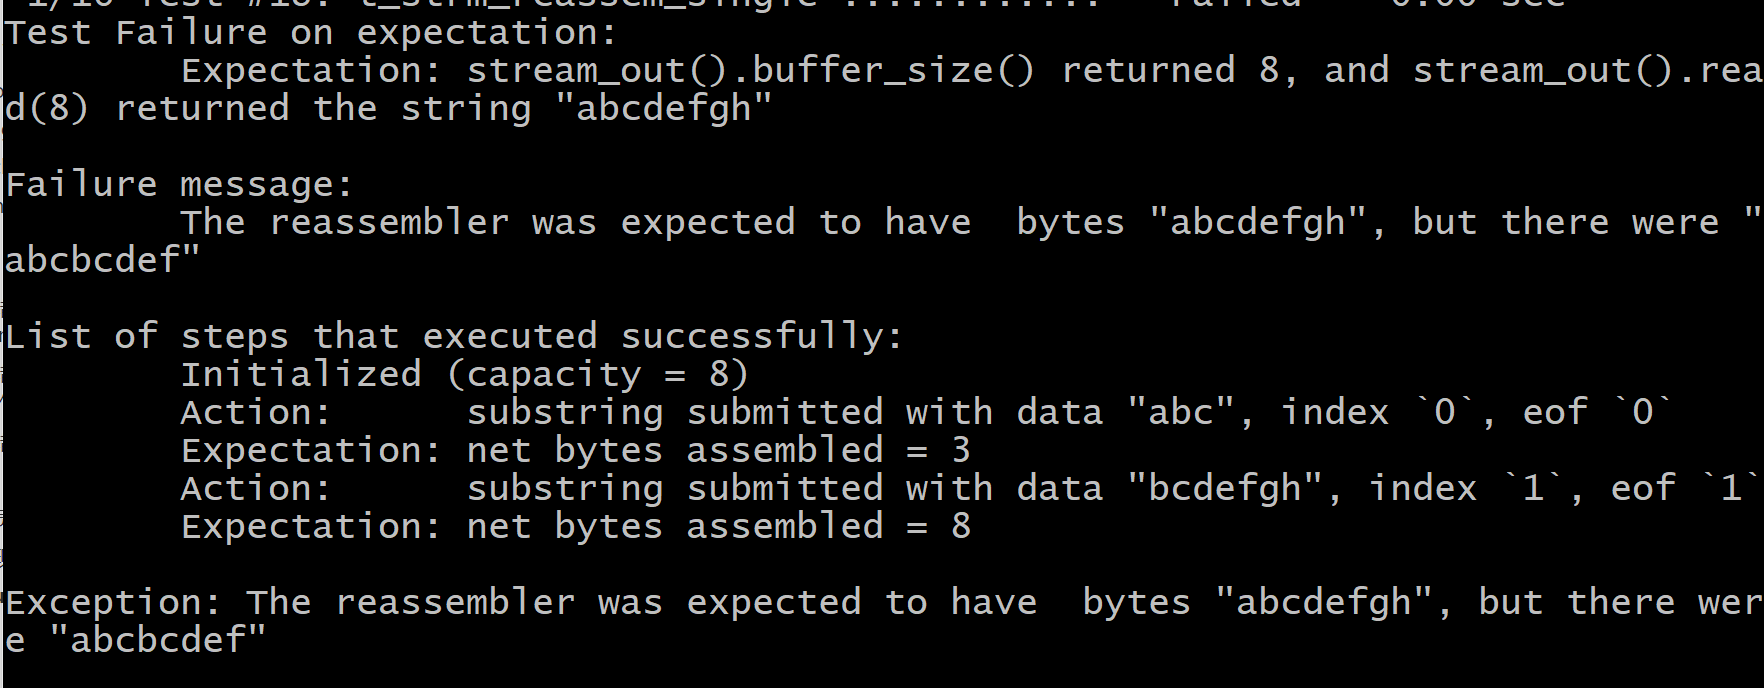 Test Failure on expectation:
Expectation: stream_out().buffer_size() returned 8, and stream_out().rea
d(8) returned the string "abcdefgh"
Failure message:
The reassembler was expected to have  bytes "abcdefgh", but there were "
abcbcdef"
List of steps that executed successfully:
Initialized (capacity = 8)
Action:      substring submitted with data "abc", index `0`, eof `0`
Expectation: net bytes assembled = 3
Action:      substring submitted with data "bcdefgh", index `1`, eof `1`
Expectation: net bytes assembled = 8
Exception: The reassembler was expected to have  bytes "abcdefgh", but there wer
e "abcbcdef"